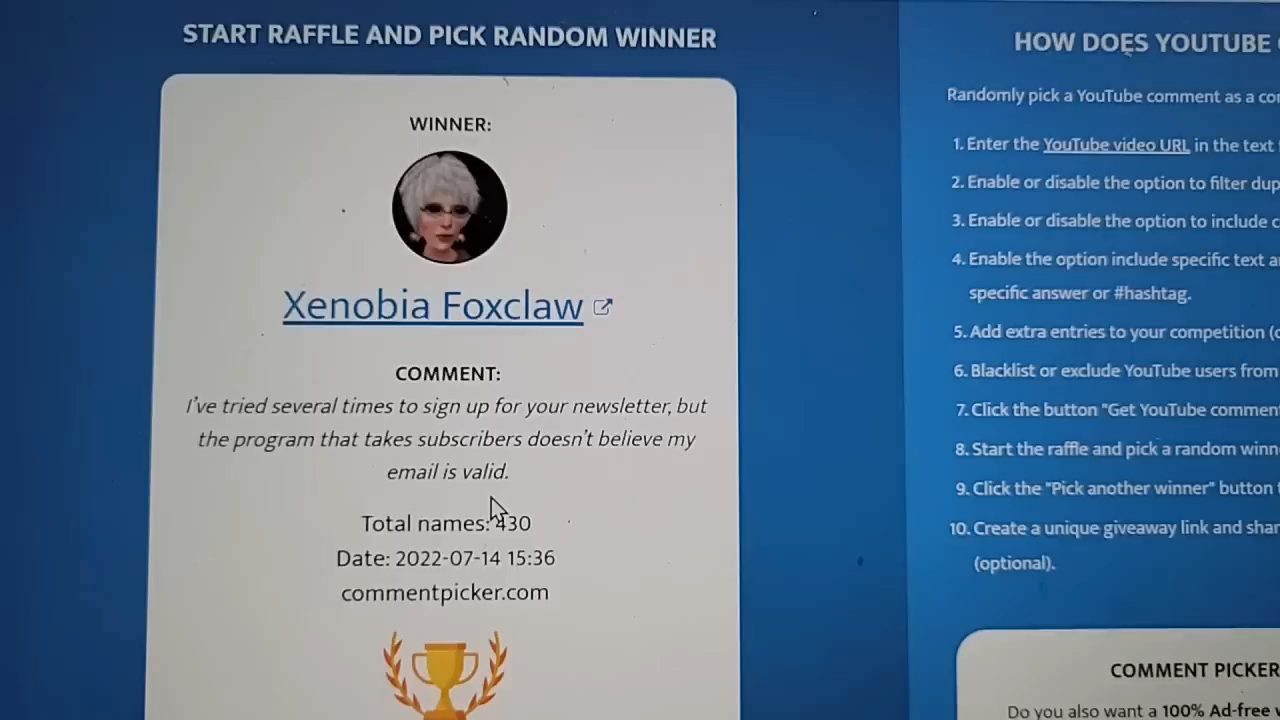 START RAFFLE AND PICK RANDOM WINNER
WINNER:
Xenobia Foxclaw
COMMENT:
I've tried several times to sign up for your newsletter, but
the program that takes subscribers doesn't believe my
email is valid.
Total names: 430
Date: 2022-07-14 15:36
commentpicker.com
HOW DOES YOUTUBE
Randomly pick a YouTube comment as a
1. Enter the YouTube video URL in the text
2. Enable or disable the option to filter
3. Enable or disable the option to include
4. Enable the option include specific text
specific answer or #hashtag.
5. Add extra entries to your competition
6. Blacklist or exclude YouTube users from
7. Click the button "Get YouTube
8. Start the raffle and pick a random
9. Click the "Pick another winner" button
10. Create a unique giveaway link and
(optional).
COMMENT PICKER
Do you also want a 100% Ad-free